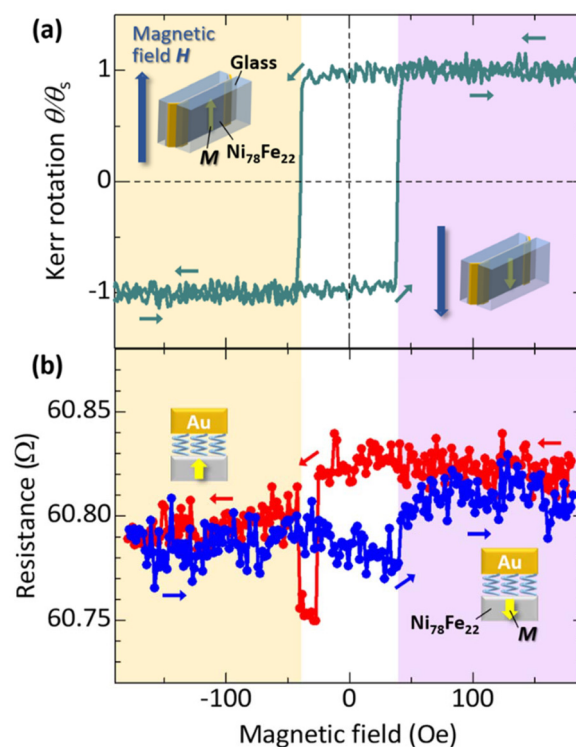 (a)
Magnetic
field H
Glass
M
Ni78Fe22
Kerr rotation θ/θs
1
0
-1
(b)
Resistance (Ω)
60.85
60.80
60.75
Au
Au
Ni78Fe22
M
-100
0
100
Magnetic field (Oe)